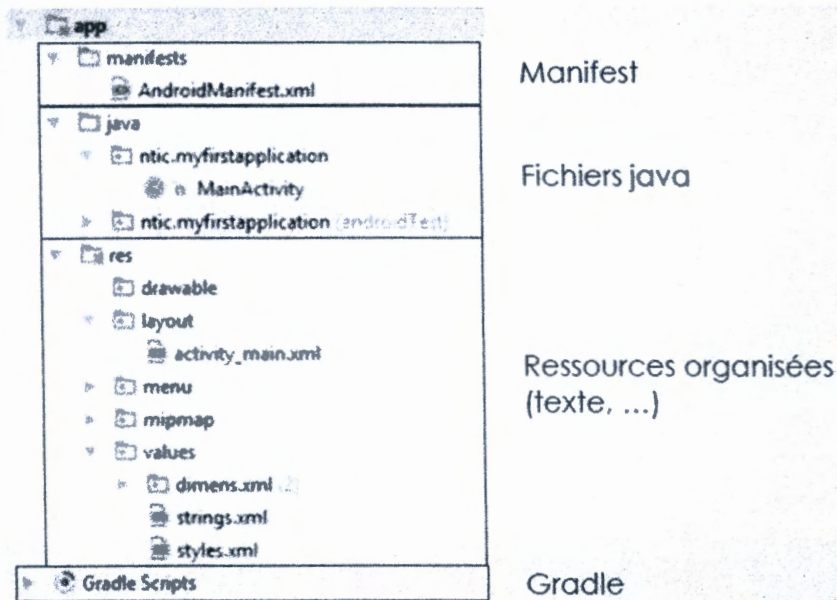 app
manifests
AndroidManifest.xml
Manifest
java
ntic.myfirstapplication
MainActivity
ntic.myfirstapplication (androidTest)
Fichiers java
res
drawable
layout
activity_main.xml
menu
mipmap
values
dimens.xml (2)
strings.xml
styles.xml
Ressources organisées
(texte, ...)
Gradle Scripts
Gradle